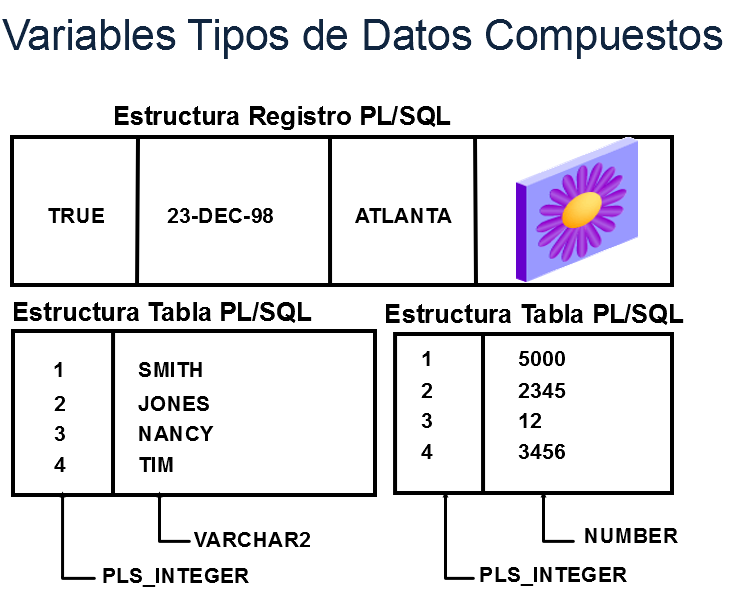 Variables Tipos de Datos Compuestos
Estructura Registro PL/SQL
TRUE 23-DEC-98 ATLANTA
Estructura Tabla PL/SQL
1 SMITH
2 JONES
3 NANCY
4 TIM
VARCHAR2
PLS_INTEGER
Estructura Tabla PL/SQL
1 5000
2 2345
3 12
4 3456
NUMBER
PLS_INTEGER